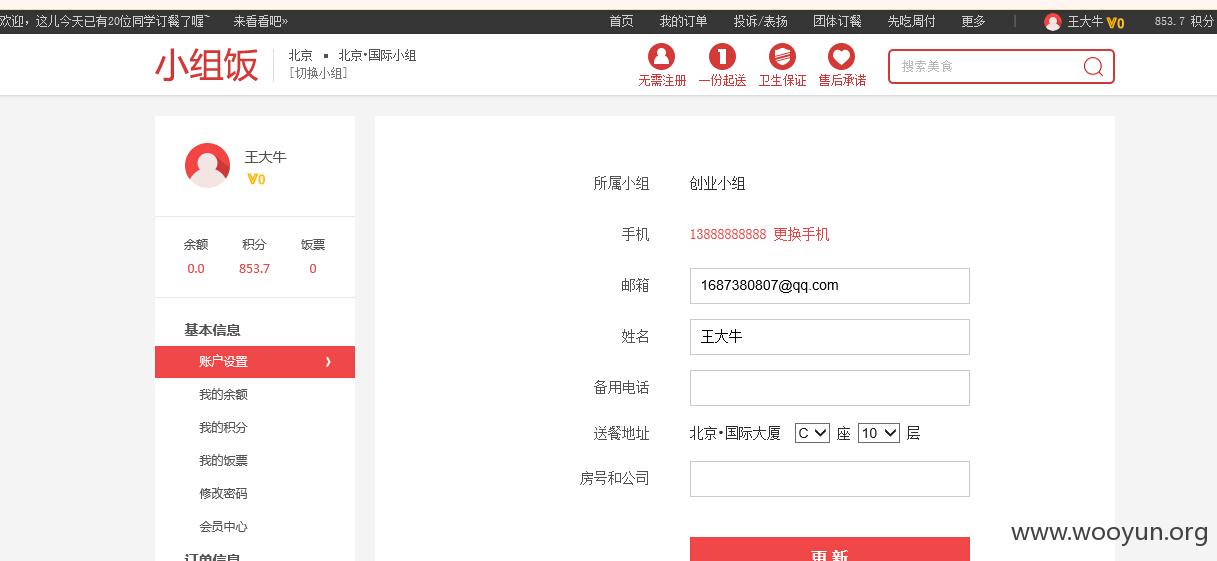 欢迎，这儿今天已有20位同学订餐了喔~ 来看看吧» 首页 我的订单 投诉/表扬 团体订餐 先吃周付 更多 | 王大牛 V0 853.7 积分
小组饭 北京 ▪ 北京•国际小组
[切换小组]
无需注册 一份起送 卫生保证 售后承诺
搜索美食
王大牛
V0
余额 积分 饭票
0.0 853.7 0
基本信息
账户设置 ›
我的余额
我的积分
我的饭票
修改密码
会员中心
订单信息
所属小组 创业小组
手机 13888888888 更换手机
邮箱 1687380807@qq.com
姓名 王大牛
备用电话
送餐地址 北京•国际大厦 C 座 10 层
房号和公司
更新
www.wooyun.org